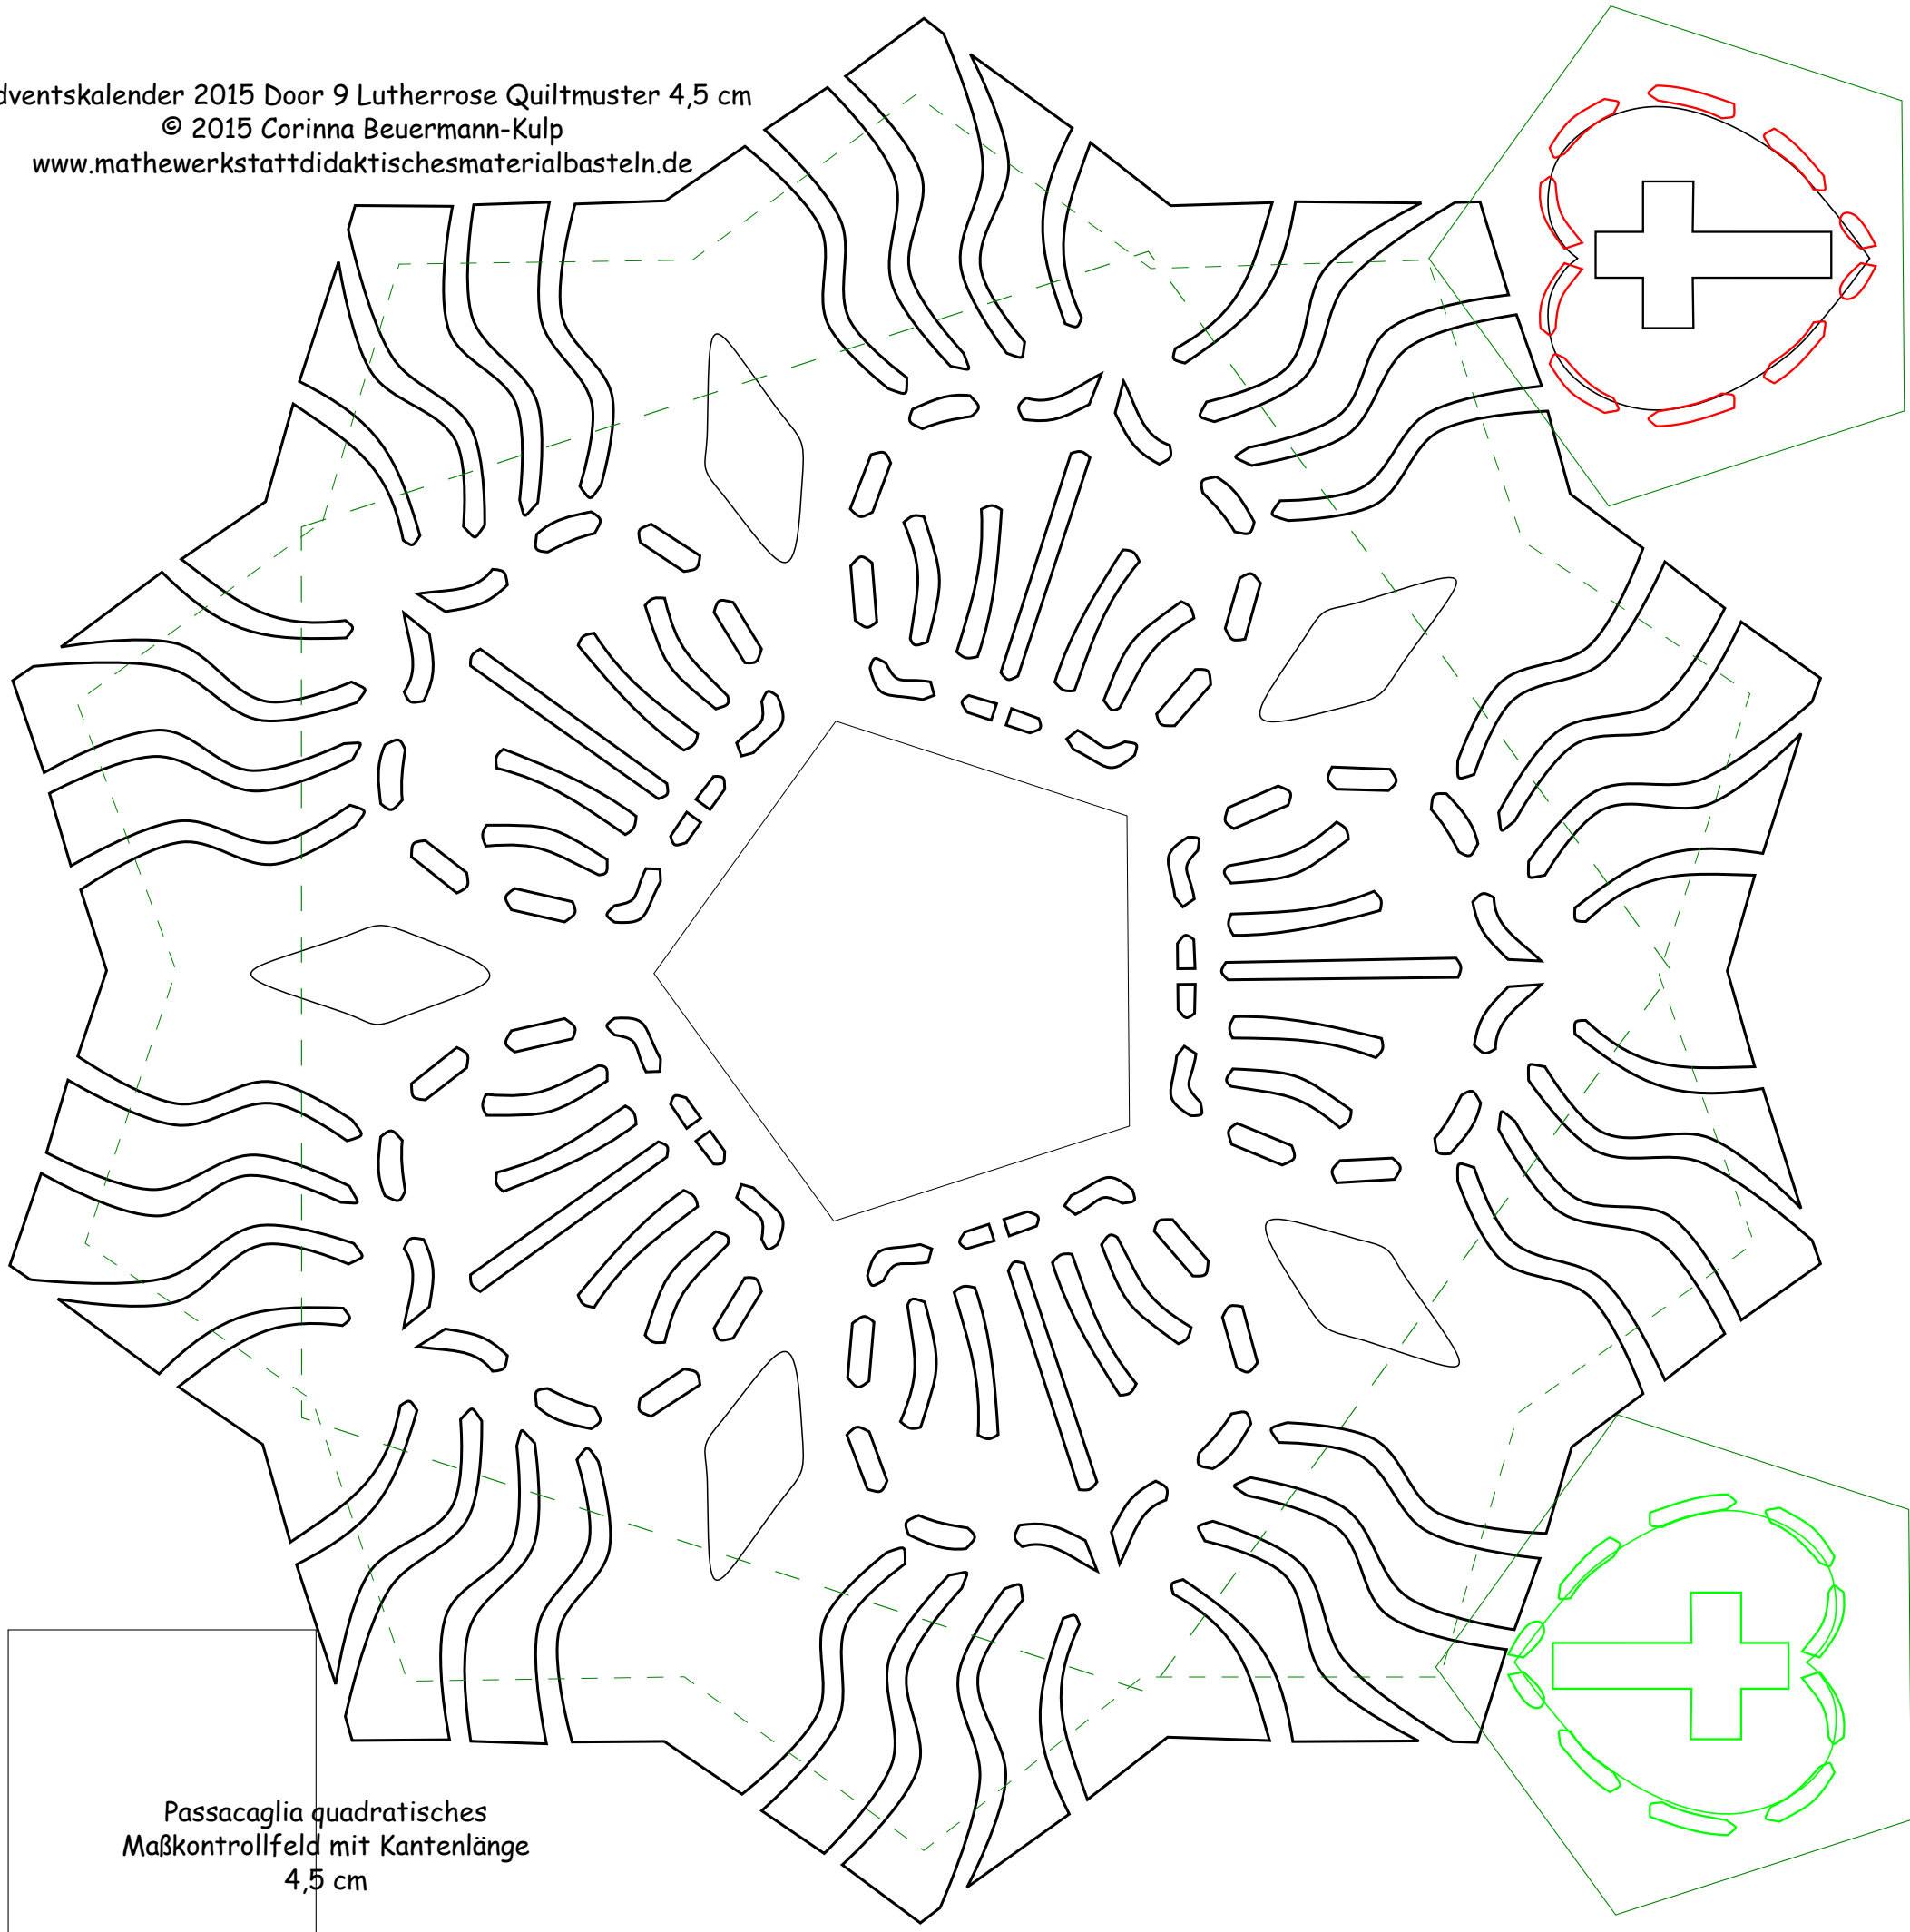 dventskalender 2015 Door 9 Lutherrose Quiltmuster 4,5 cm
© 2015 Corinna Beuermann-Kulp
www.mathewerkstattdidaktischesmaterialbasteln.de
Passacaglia quadratisches
Maßkontrollfeld mit Kantenlänge
4,5 cm